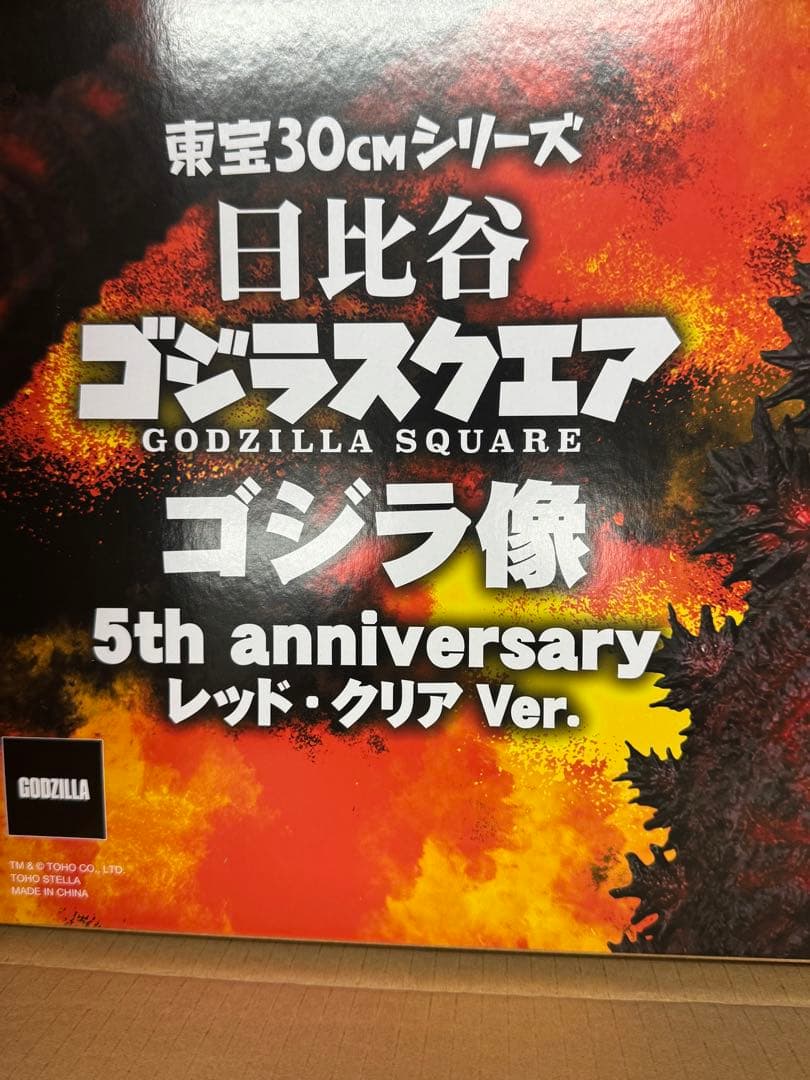 東宝30CMシリーズ
日比谷
ゴジラスクエア
GODZILLA SQUARE
ゴジラ像
5th anniversary
レッド・クリア Ver.
GODZILLA
TM & © TOHO CO., LTD.
TOHO STELLA
MADE IN CHINA